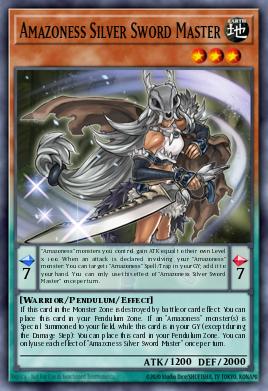 AMAZONESS SILVER SWORD MASTER
EARTH
地
"Amazoness" monsters you control gain ATK equal to their own Level
x 100. When an attack is declared involving your "Amazoness"
monster: You can target 1 "Amazoness" Spell/Trap in your GY; add it to
your hand. You can only use this effect of "Amazoness Silver Sword
Master" once per turn.
7
7
[WARRIOR/PENDULUM/EFFECT]
If this card in the Monster Zone is destroyed by battle or card effect: You can
place this card in your Pendulum Zone. If an "Amazoness" monster(s) is
Special Summoned to your field, while this card is in your GY (except during
the Damage Step): You can place this card in your Pendulum Zone. You can
only use each effect of "Amazoness Silver Sword Master" once per turn.
ATK/1200 DEF/2000